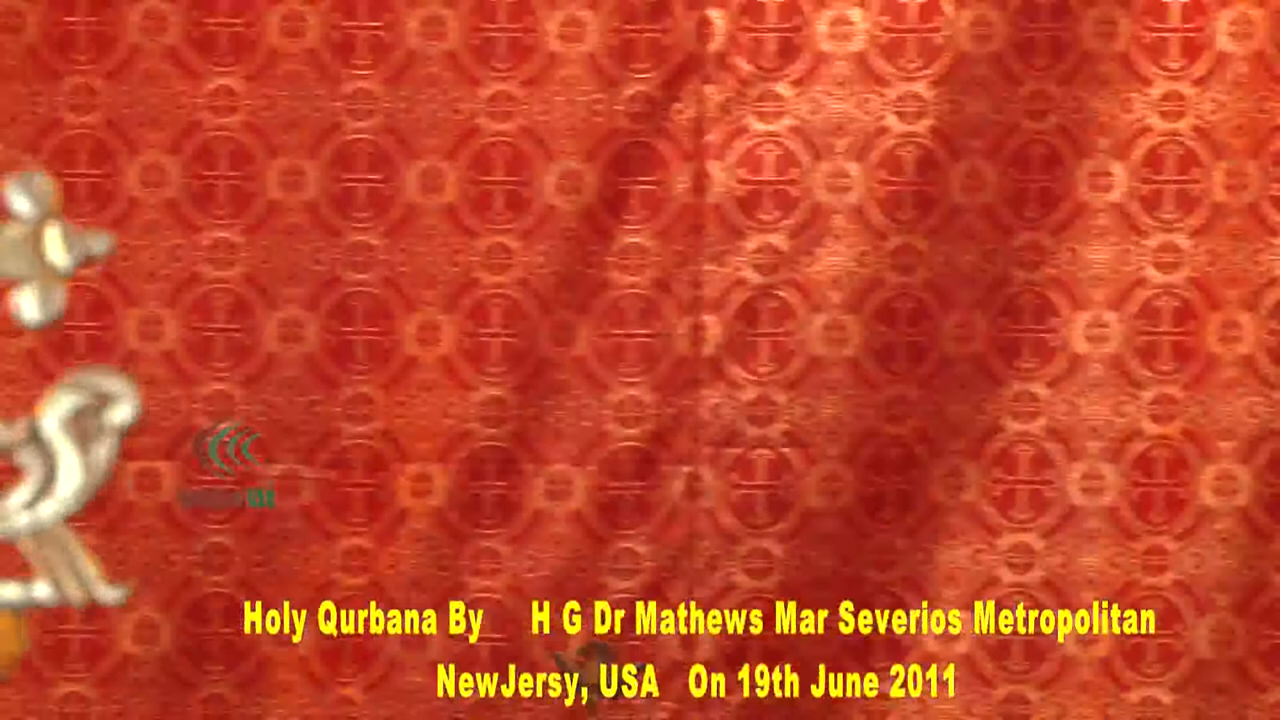 Holy Qurbana By H G Dr Mathews Mar Severios Metropolitan
NewJersy, USA On 19th June 2011